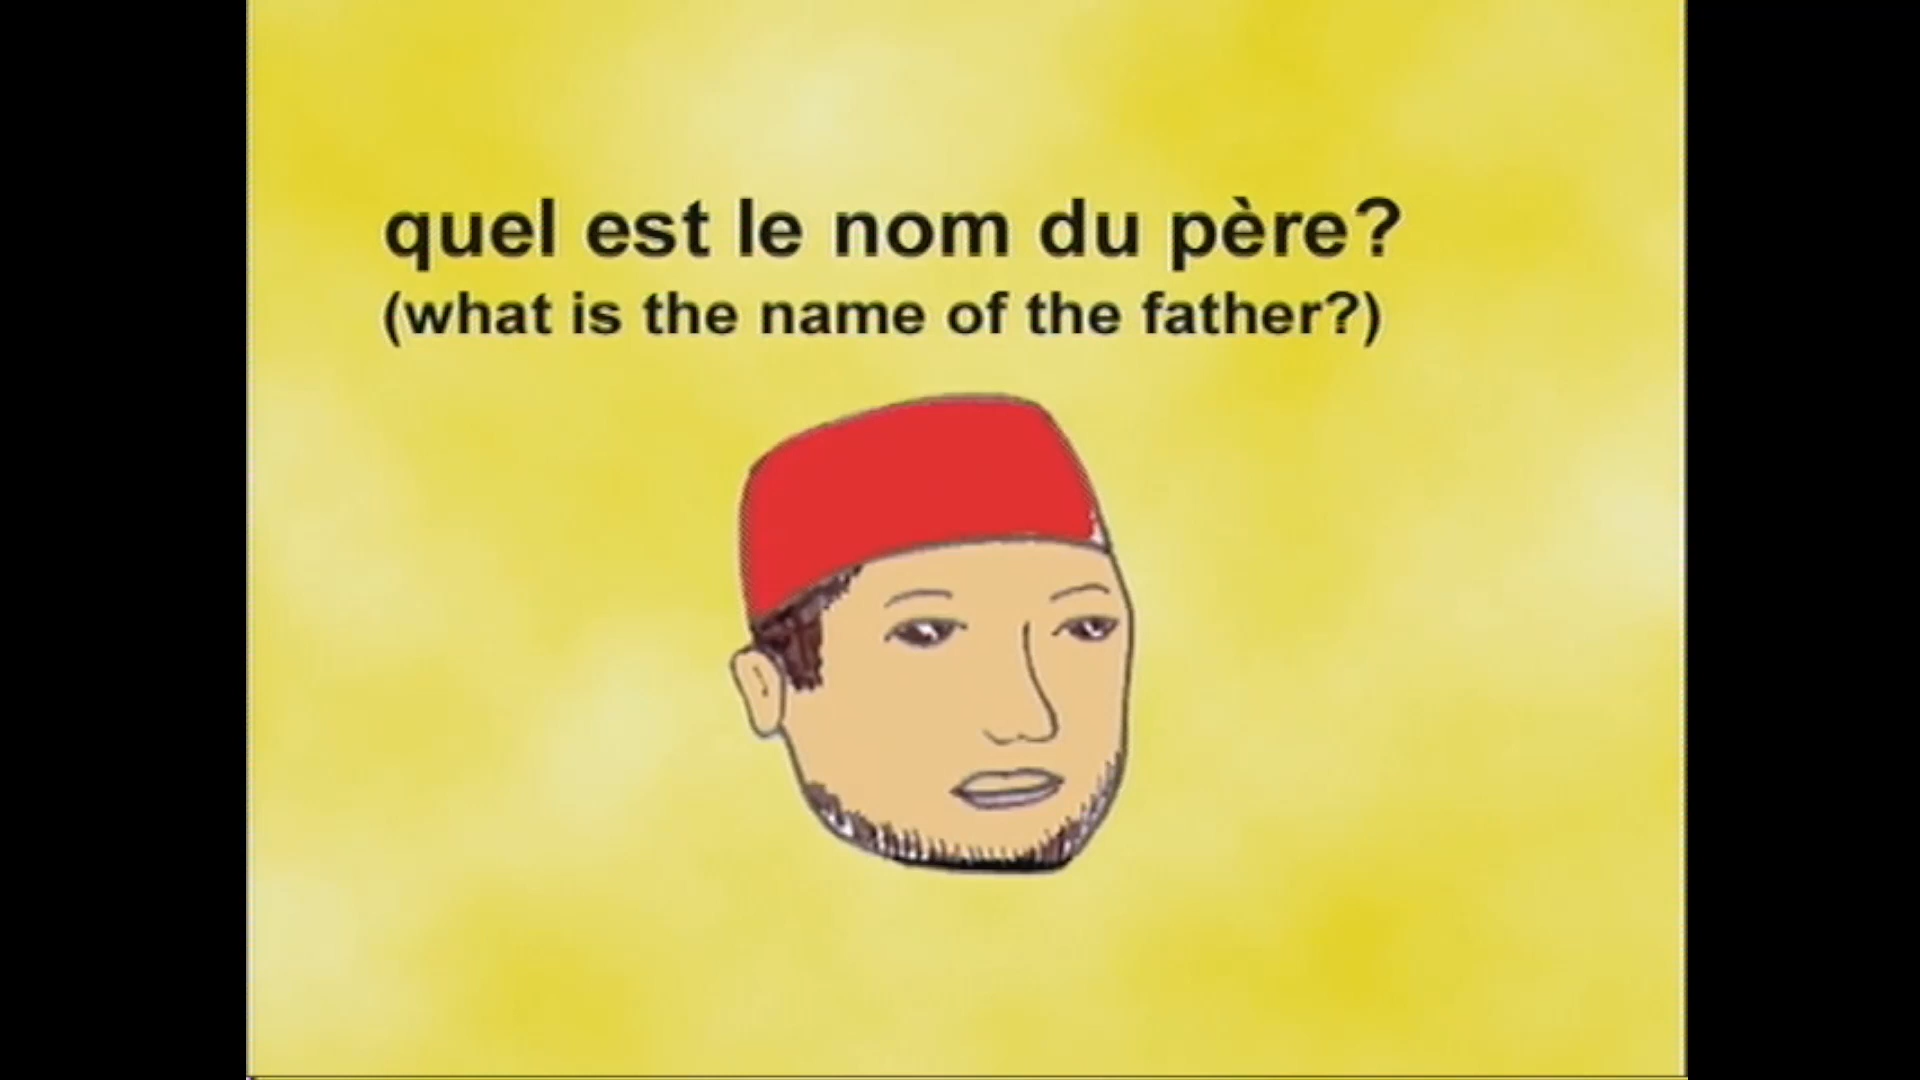 quel est le nom du père?
(what is the name of the father?)